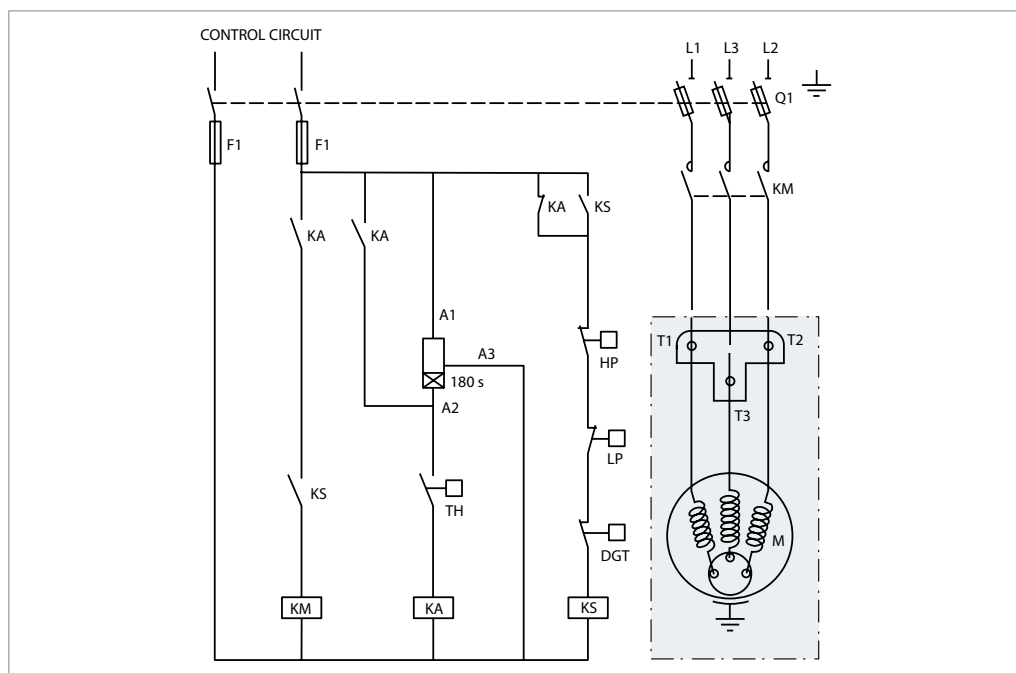 CONTROL CIRCUIT
L1 L3 L2
Q1
F1 F1
KM
KA KA KA KS
A1
T1 T2
A3 HP
180 s
A2
T3
LP
KS
TH
M
DGT
KM KA KS